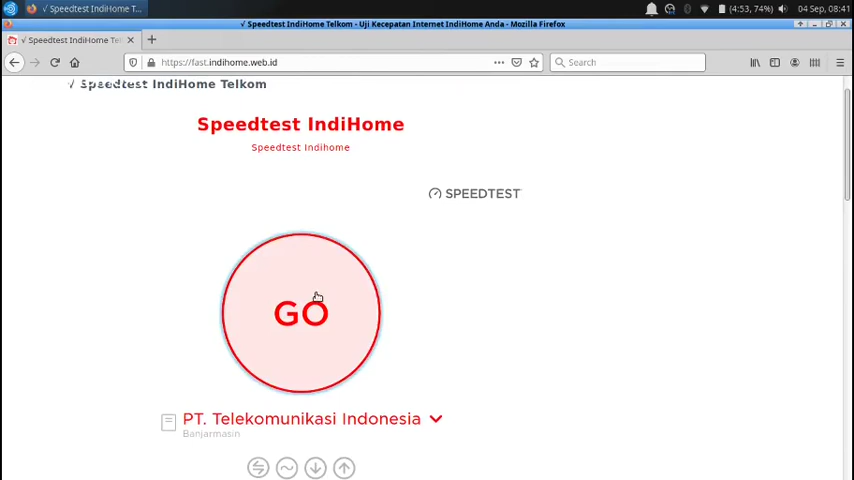 √ Speedtest IndiHome T...
(4:53, 74%)
04 Sep, 08:41
√ Speedtest IndiHome Telkom - Uji Kecepatan Internet IndiHome Anda - Mozilla Firefox
√ Speedtest IndiHome Tel
https://fast.indihome.web.id
Search
√ Speedtest IndiHome Telkom
Speedtest IndiHome
Speedtest Indihome
SPEEDTEST
GO
PT. Telekomunikasi Indonesia
Banjarmasin